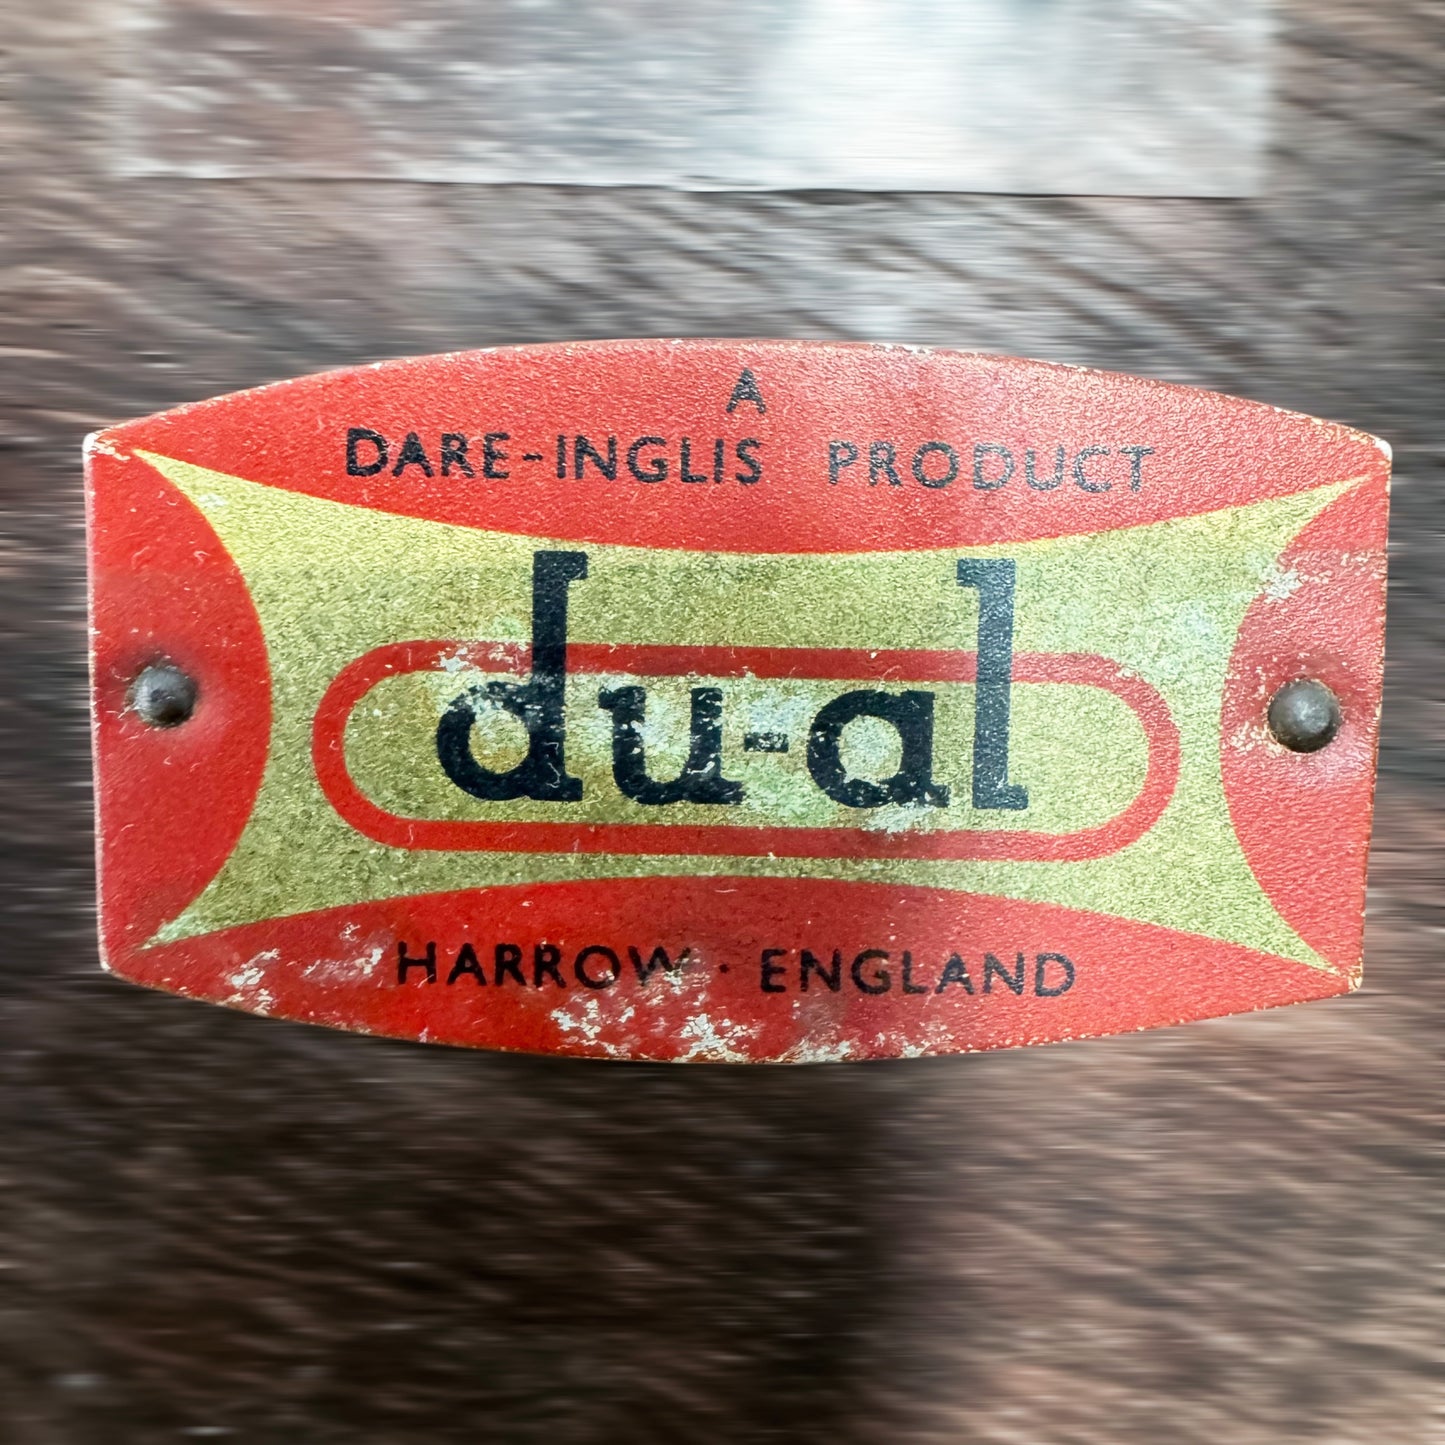 A
DARE-INGLIS PRODUCT
du-al
HARROW · ENGLAND